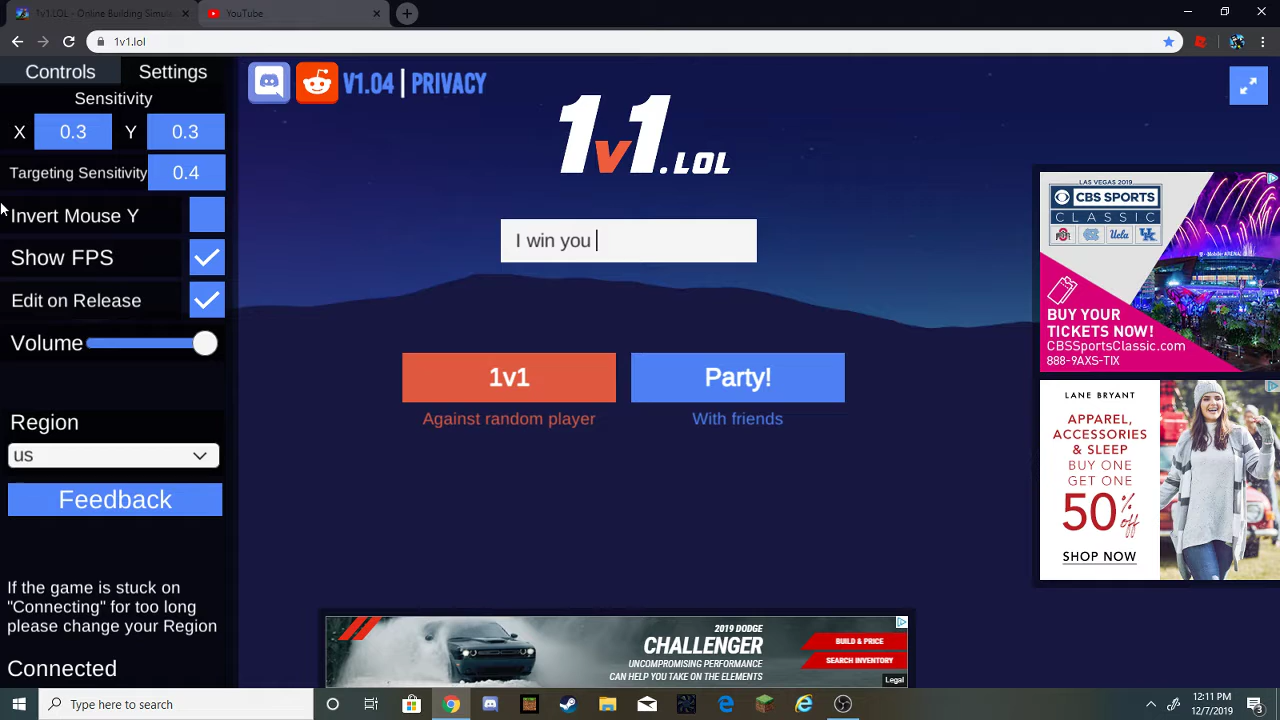 1v1.LOL - Online Building Simula
YouTube
1v1.lol
Controls
Settings
V1.04 | PRIVACY
Sensitivity
X 0.3 Y 0.3
Targeting Sensitivity 0.4
Invert Mouse Y
Show FPS
Edit on Release
Volume
Region
us
Feedback
If the game is stuck on
"Connecting" for too long
please change your Region
Connected
1v1.LOL
I win you
1v1
Party!
Against random player
With friends
LAS VEGAS 2019
CBS SPORTS
CLASSIC
Ucla
UK
BUY YOUR
TICKETS NOW!
CBSSportsClassic.com
888-9AXS-TIX
LANE BRYANT
APPAREL,
ACCESSORIES
& SLEEP
BUY ONE
GET ONE
50% off
SHOP NOW
2019 DODGE
CHALLENGER
UNCOMPROMISING PERFORMANCE
CAN HELP YOU TAKE ON THE ELEMENTS
BUILD & PRICE
SEARCH INVENTORY
Legal
Type here to search
12:11 PM
12/7/2019
3